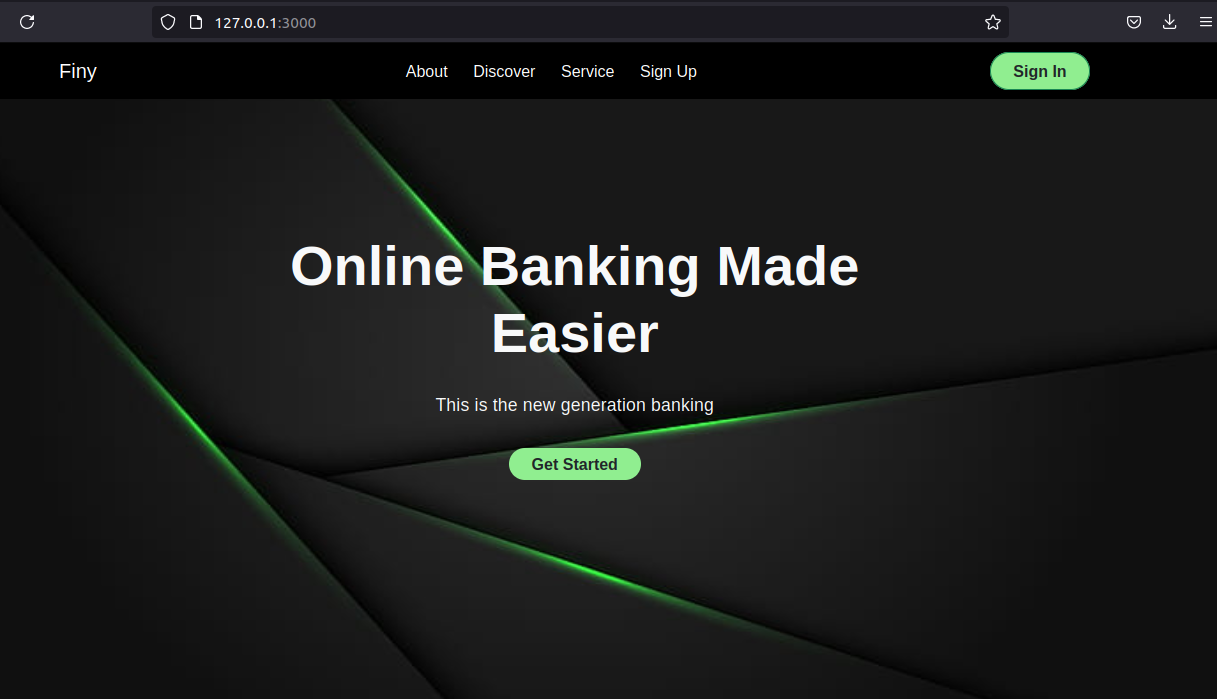 127.0.0.1:3000
Finy
About Discover Service Sign Up
Sign In
Online Banking Made
Easier
This is the new generation banking
Get Started